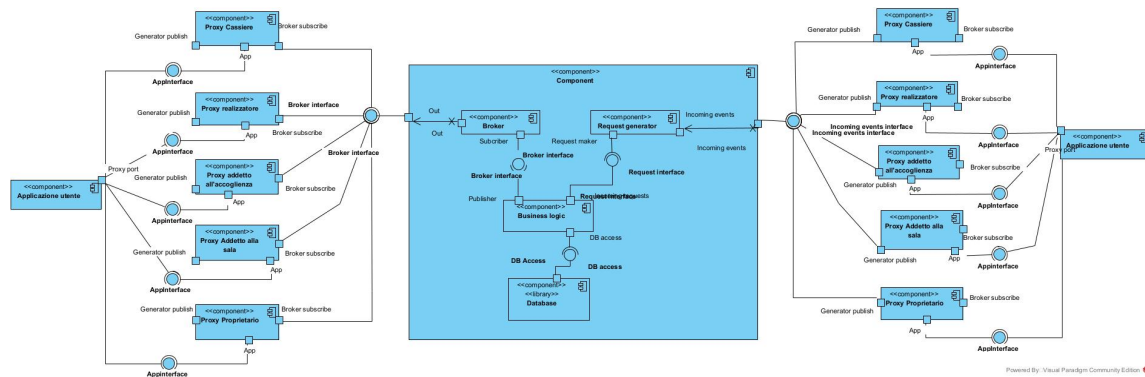 <<component>>
Proxy Cassiere
Generator publish
Broker subscribe
App
AppInterface
<<component>>
Proxy realizzatore
Generator publish
Broker interface
Broker subscribe
App
AppInterface
Proxy port
<<component>>
Applicazione utente
<<component>>
Proxy addetto
all'accoglienza
Generator publish
Broker interface
Broker subscribe
App
AppInterface
<<component>>
Proxy Addetto alla
sala
Generator publish
Broker subscribe
App
AppInterface
<<component>>
Proxy Proprietario
Generator publish
Broker subscribe
App
AppInterface
<<component>>
Component
Out
Out
<<component>>
Broker
Subcriber
Broker interface
Broker interface
Publisher
<<component>>
Request generator
Request maker
Incoming events
Incoming events
Request interface
Request interface
<<component>>
Business logic
DB access
DB Access
DB access
<<component>>
<<library>>
Database
<<component>>
Proxy Cassiere
Generator publish
Broker subscribe
App
AppInterface
<<component>>
Proxy realizzatore
Generator publish
Broker subscribe
App
AppInterface
Incoming events interface
Incoming events interface
Proxy port
<<component>>
Applicazione utente
<<component>>
Proxy addetto
all'accoglienza
Generator publish
Broker subscribe
App
AppInterface
<<component>>
Proxy Addetto alla
sala
Generator publish
Broker subscribe
App
AppInterface
<<component>>
Proxy Proprietario
Generator publish
Broker subscribe
App
AppInterface
Powered By: Visual Paradigm Community Edition